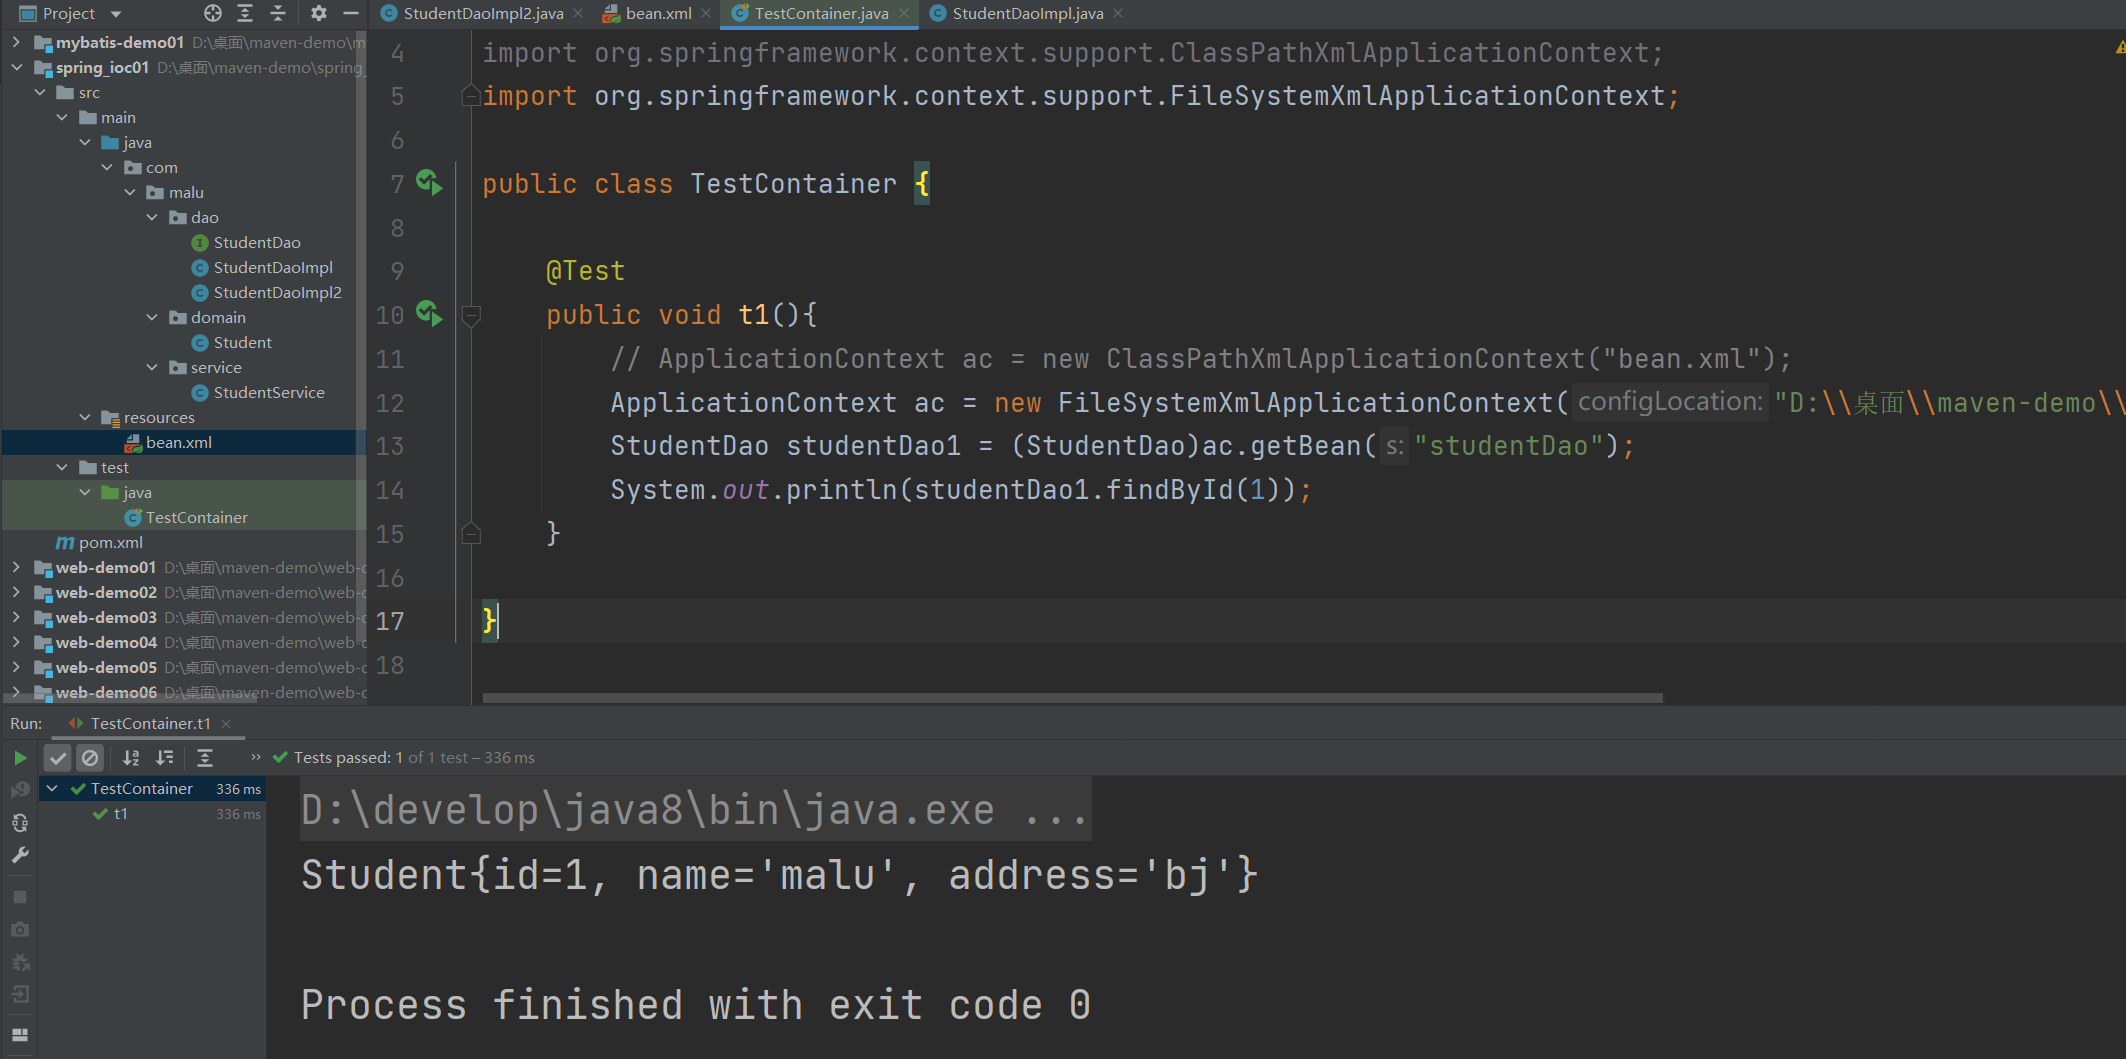 Project
StudentDaoImpl2.java
bean.xml
TestContainer.java
StudentDaoImpl.java
mybatis-demo01 D:\桌面\maven-demo\m
spring_ioc01 D:\桌面\maven-demo\spring_
src
main
java
com
malu
dao
StudentDao
StudentDaoImpl
StudentDaoImpl2
domain
Student
service
StudentService
resources
bean.xml
test
java
TestContainer
pom.xml
web-demo01 D:\桌面\maven-demo\web-d
web-demo02 D:\桌面\maven-demo\web-d
web-demo03 D:\桌面\maven-demo\web-d
web-demo04 D:\桌面\maven-demo\web-d
web-demo05 D:\桌面\maven-demo\web-d
web-demo06 D:\桌面\maven-demo\web-d
4 import org.springframework.context.support.ClassPathXmlApplicationContext;
5 import org.springframework.context.support.FileSystemXmlApplicationContext;
6
7 public class TestContainer {
8
9 @Test
10 public void t1(){
11 // ApplicationContext ac = new ClassPathXmlApplicationContext("bean.xml");
12 ApplicationContext ac = new FileSystemXmlApplicationContext( configLocation: "D:\\桌面\\maven-demo\\
13 StudentDao studentDao1 = (StudentDao)ac.getBean( s: "studentDao");
14 System.out.println(studentDao1.findById(1));
15 }
16
17 }
18
Run: TestContainer.t1
Tests passed: 1 of 1 test – 336 ms
TestContainer 336 ms
t1 336 ms
D:\develop\java8\bin\java.exe ...
Student{id=1, name='malu', address='bj'}
Process finished with exit code 0